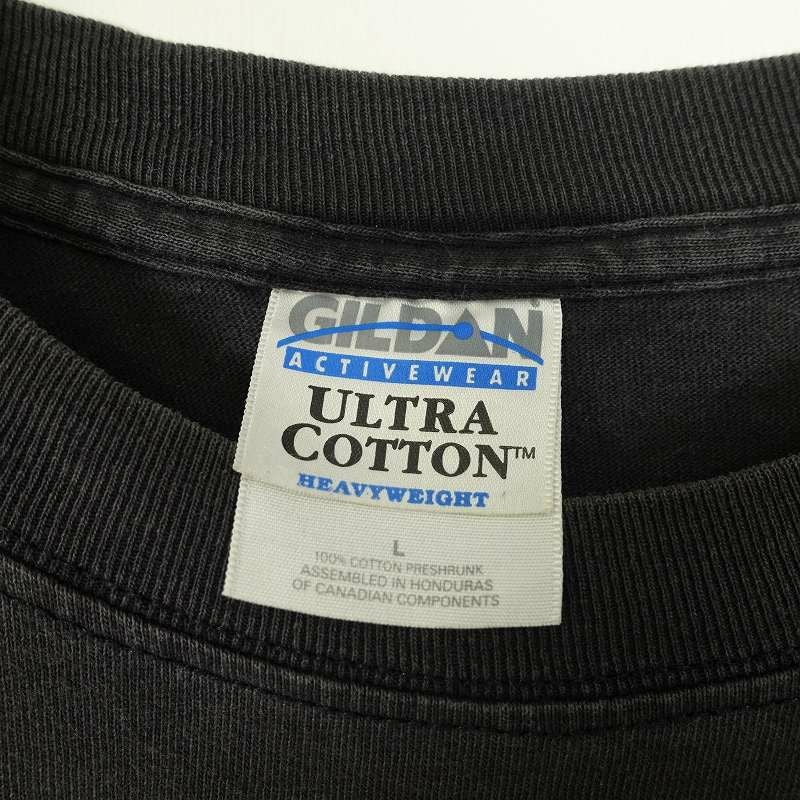 GILDAN
ACTIVEWEAR
ULTRA
COTTON™
HEAVYWEIGHT
L
100% COTTON PRESHRUNK
ASSEMBLED IN HONDURAS
OF CANADIAN COMPONENTS